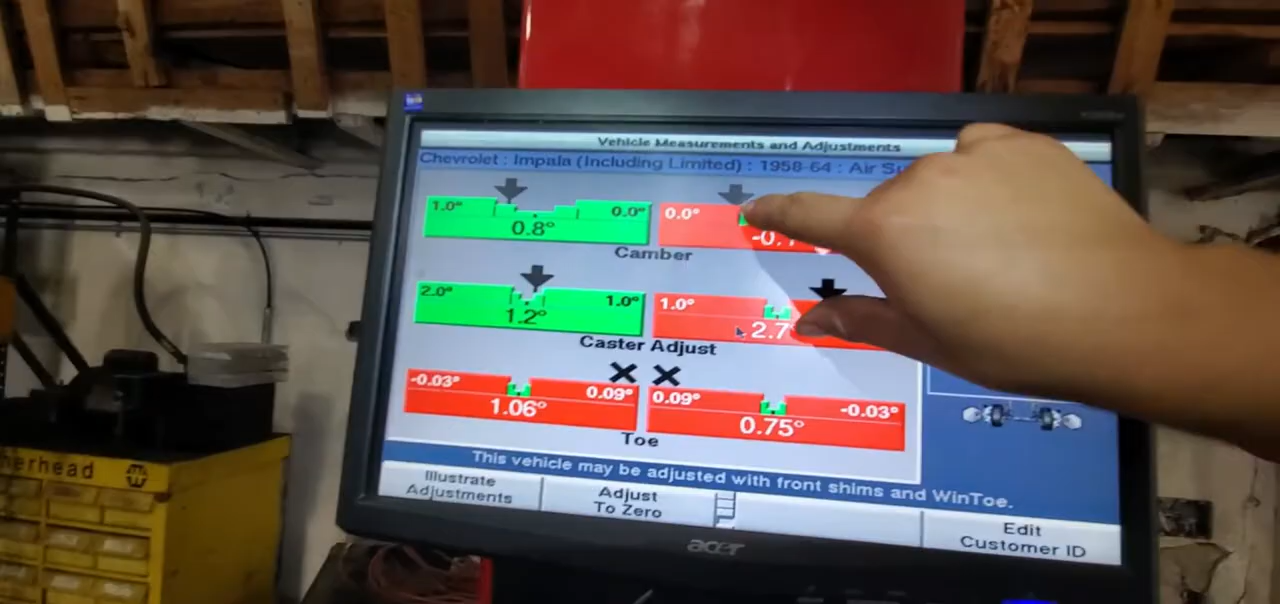 Vehicle Measurements and Adjustments
Chevrolet : Impala (Including Limited) : 1958-64 : Air
1.0° 0.0° 0.0°
0.8°
Camber
2.0° 1.0° 1.0°
1.2° 2.7
Caster Adjust
-0.03° 0.09° 0.09° -0.03°
1.06° 0.75°
Toe
This vehicle may be adjusted with front shims and WinToe.
Illustrate Adjustments
Adjust To Zero
Edit Customer ID
acer